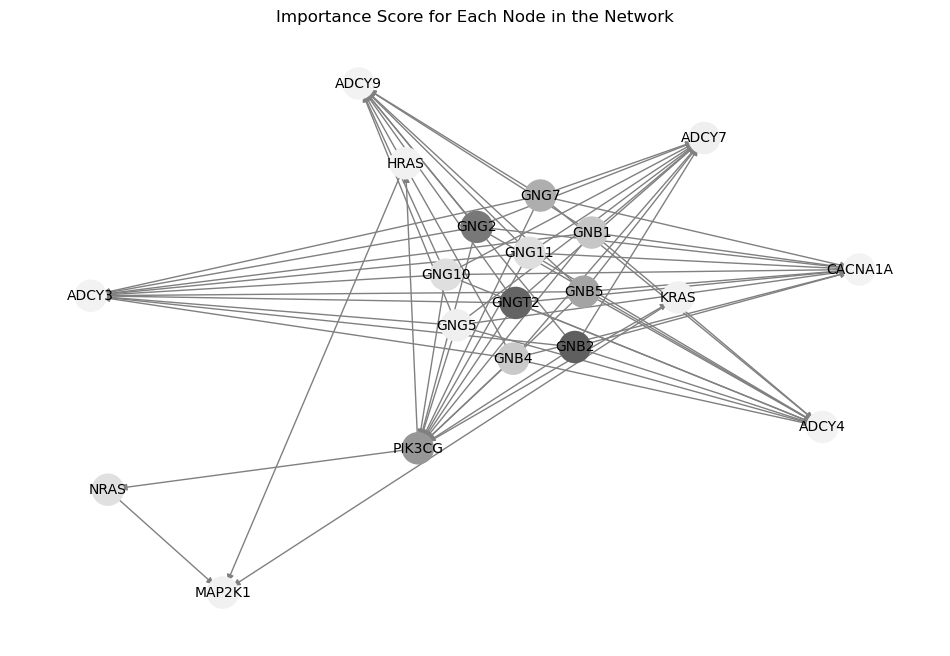 Importance Score for Each Node in the Network
ADCY9
ADCY7
HRAS
GNG7
GNG2
GNB1
GNG11
CACNA1A
GNG10
ADCY3
GNB5
KRAS
GNGT2
GNG5
GNB2
GNB4
ADCY4
PIK3CG
NRAS
MAP2K1